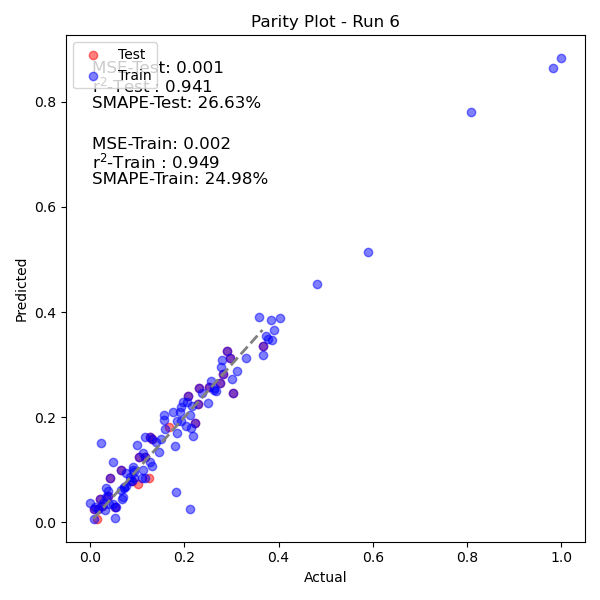 Parity Plot - Run 6
Test
Train
MSE-Test: 0.001
r²-Test : 0.941
SMAPE-Test: 26.63%
MSE-Train: 0.002
r²-Train : 0.949
SMAPE-Train: 24.98%
Predicted
0.8
0.6
0.4
0.2
0.0
0.0 0.2 0.4 0.6 0.8 1.0
Actual